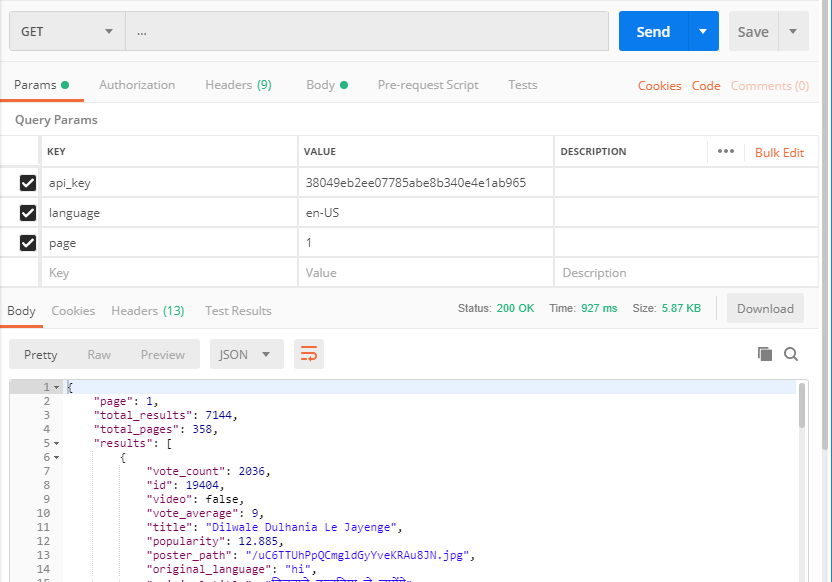 GET ... Send Save
Params Authorization Headers (9) Body Pre-request Script Tests Cookies Code Comments (0)
Query Params
KEY VALUE DESCRIPTION ••• Bulk Edit
api_key 38049eb2ee07785abe8b340e4e1ab965
language en-US
page 1
Key Value Description
Body Cookies Headers (13) Test Results Status: 200 OK Time: 927 ms Size: 5.87 KB Download
Pretty Raw Preview JSON
1 {
2 "page": 1,
3 "total_results": 7144,
4 "total_pages": 358,
5 "results": [
6 {
7 "vote_count": 2036,
8 "id": 19404,
9 "video": false,
10 "vote_average": 9,
11 "title": "Dilwale Dulhania Le Jayenge",
12 "popularity": 12.885,
13 "poster_path": "/uC6TTUhPpQCmgldGyYveKRAu8JN.jpg",
14 "original_language": "hi",